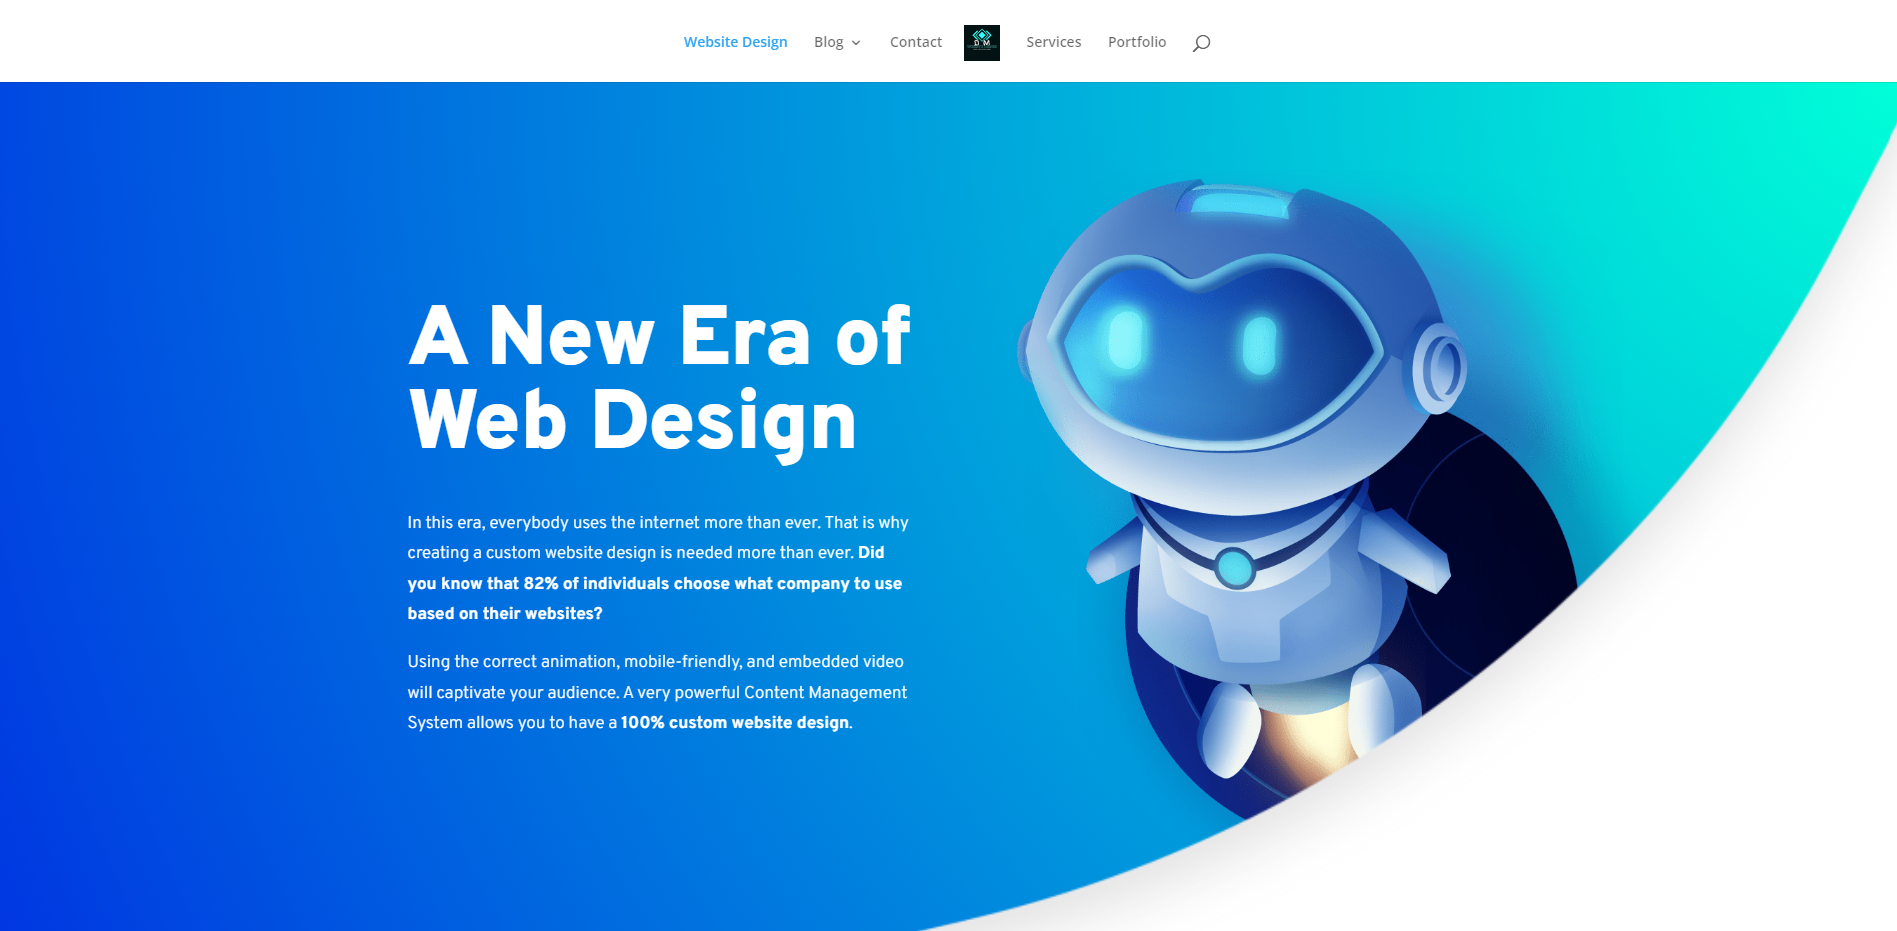 Website Design Blog Contact Services Portfolio
D M
A New Era of
Web Design
In this era, everybody uses the internet more than ever. That is why
creating a custom website design is needed more than ever. Did
you know that 82% of individuals choose what company to use
based on their websites?
Using the correct animation, mobile-friendly, and embedded video
will captivate your audience. A very powerful Content Management
System allows you to have a 100% custom website design.